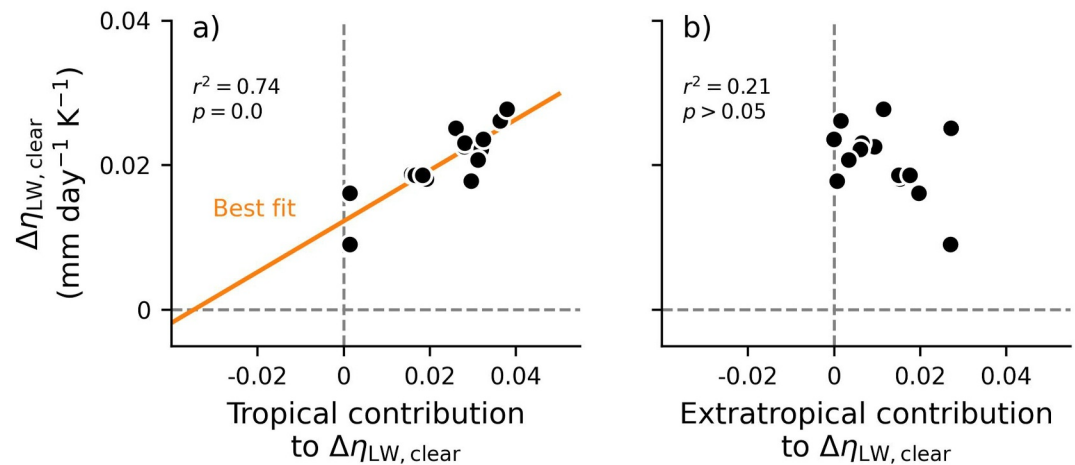 a)
b)
0.04
0.02
0
r² = 0.74
p = 0.0
r² = 0.21
p > 0.05
Best fit
Δη_LW, clear
(mm day⁻¹ K⁻¹)
-0.02 0 0.02 0.04
-0.02 0 0.02 0.04
Tropical contribution
to Δη_LW, clear
Extratropical contribution
to Δη_LW, clear